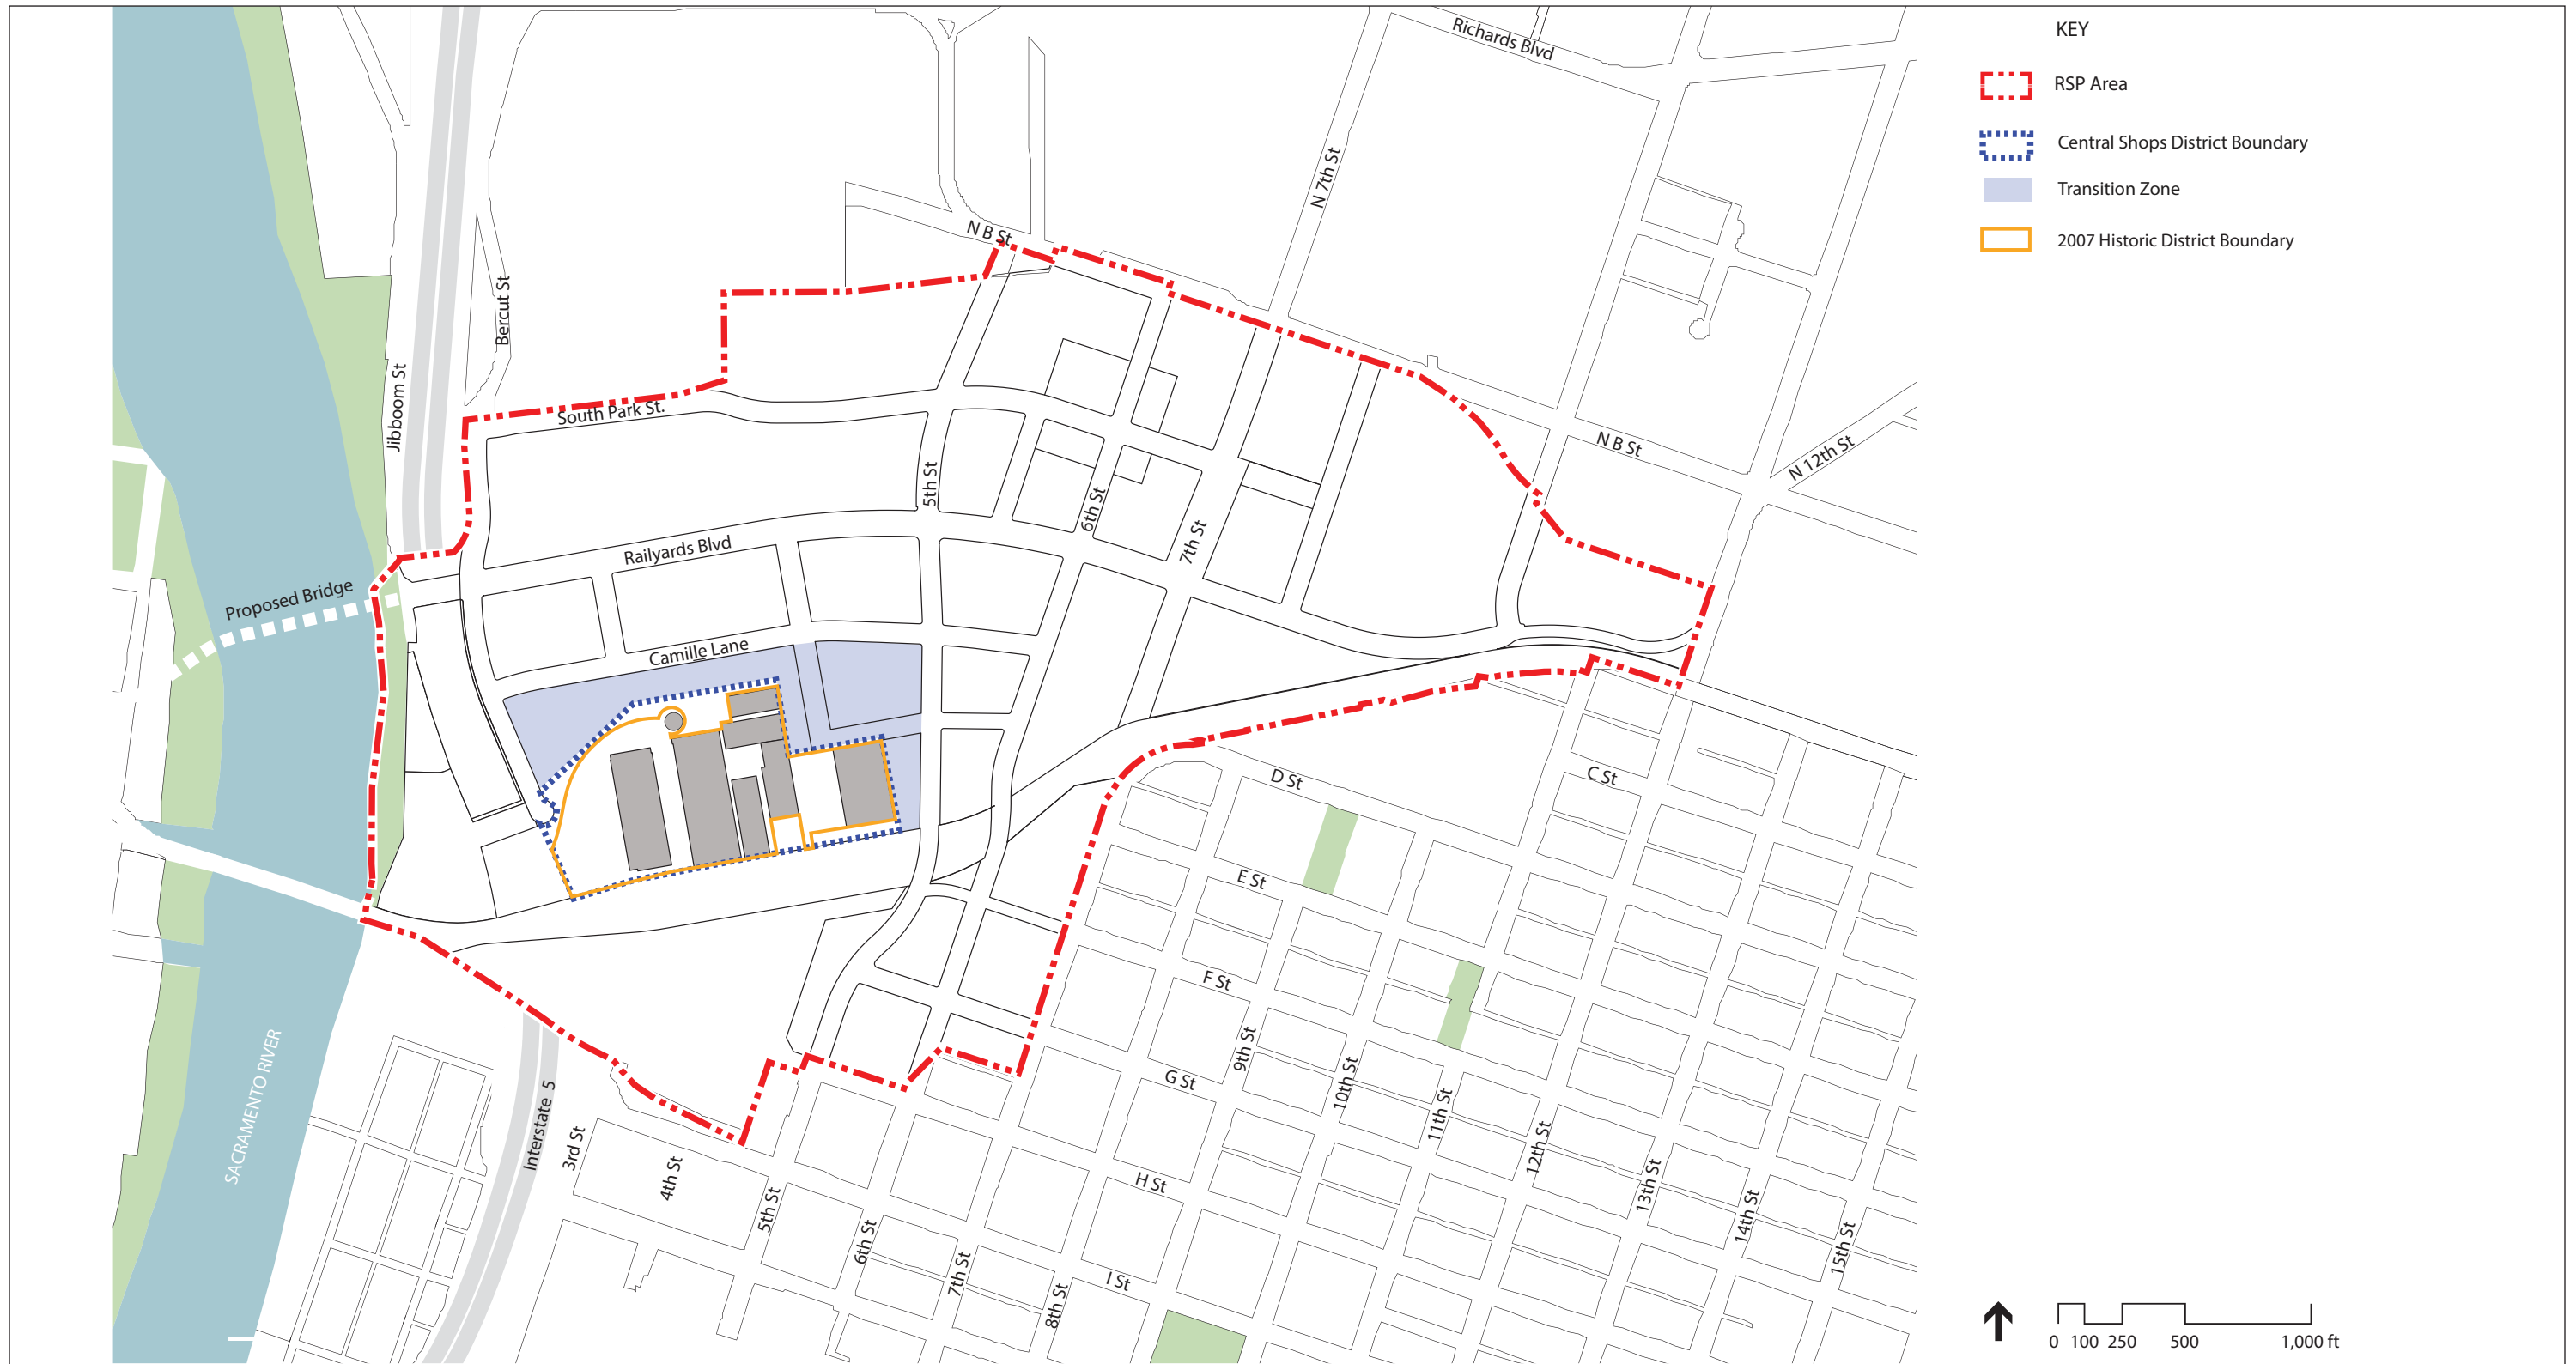 KEY
RSP Area
Central Shops District Boundary
Transition Zone
2007 Historic District Boundary
Richards Blvd
N 7th St
N B St
Bercut St
Jibboom St
South Park St.
5th St
6th St
7th St
N B St
N 12th St
Railyards Blvd
Proposed Bridge
Camille Lane
D St
C St
E St
F St
G St
H St
I St
9th St
10th St
11th St
12th St
13th St
14th St
15th St
SACRAMENTO RIVER
Interstate 5
3rd St
4th St
5th St
6th St
7th St
8th St
0 100 250 500 1,000 ft